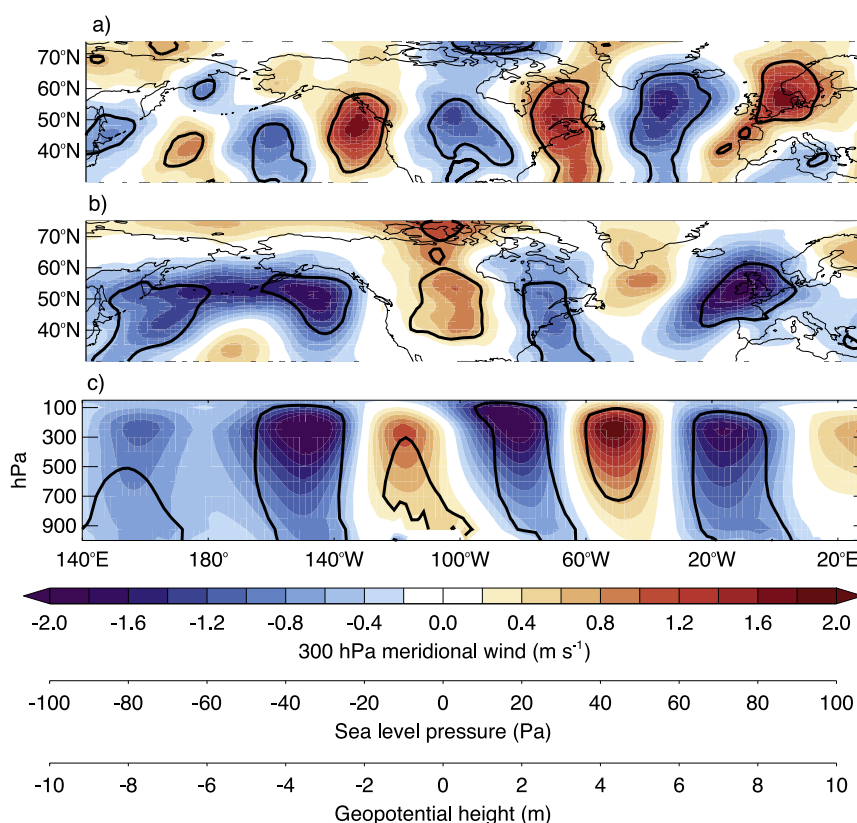 a)
70°N
60°N
50°N
40°N
b)
70°N
60°N
50°N
40°N
c)
100
300
500
700
900
hPa
140°E 180° 140°W 100°W 60°W 20°W 20°E
-2.0 -1.6 -1.2 -0.8 -0.4 0.0 0.4 0.8 1.2 1.6 2.0
300 hPa meridional wind (m s⁻¹)
-100 -80 -60 -40 -20 0 20 40 60 80 100
Sea level pressure (Pa)
-10 -8 -6 -4 -2 0 2 4 6 8 10
Geopotential height (m)